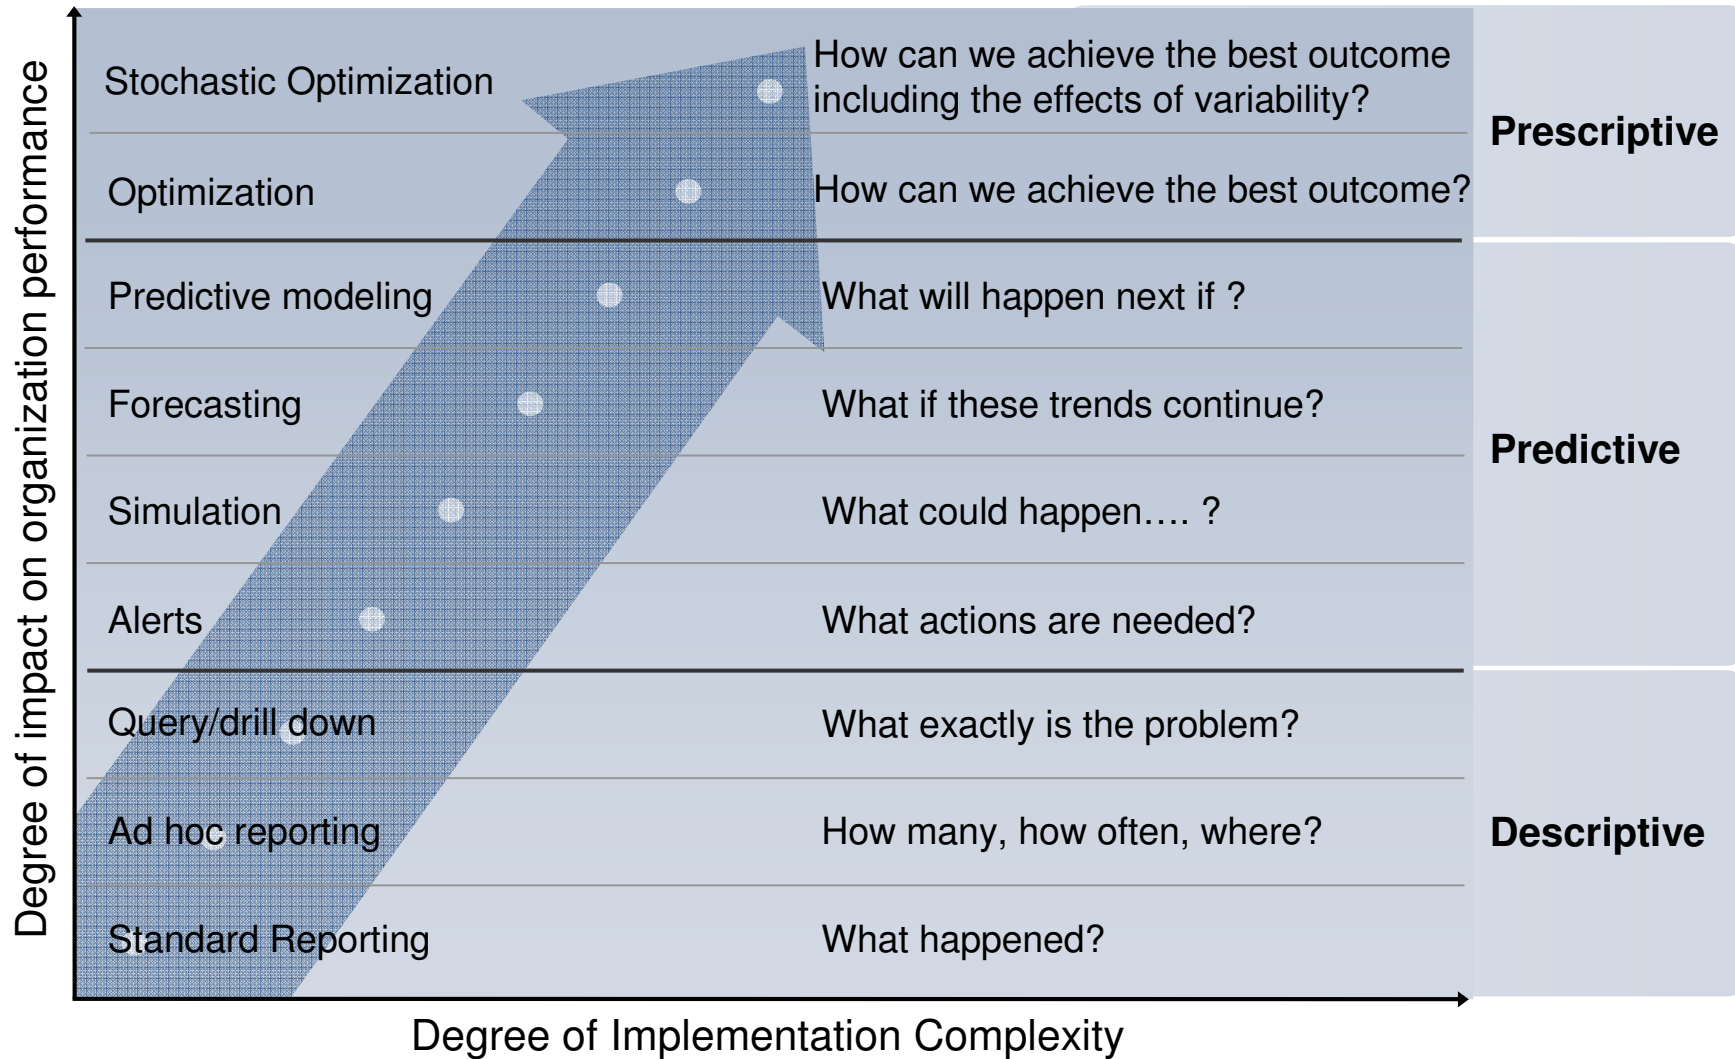 Degree of impact on organization performance
Stochastic Optimization
How can we achieve the best outcome
including the effects of variability?
Prescriptive
Optimization
How can we achieve the best outcome?
Predictive modeling
What will happen next if ?
Forecasting
What if these trends continue?
Predictive
Simulation
What could happen.... ?
Alerts
What actions are needed?
Query/drill down
What exactly is the problem?
Ad hoc reporting
How many, how often, where?
Descriptive
Standard Reporting
What happened?
Degree of Implementation Complexity